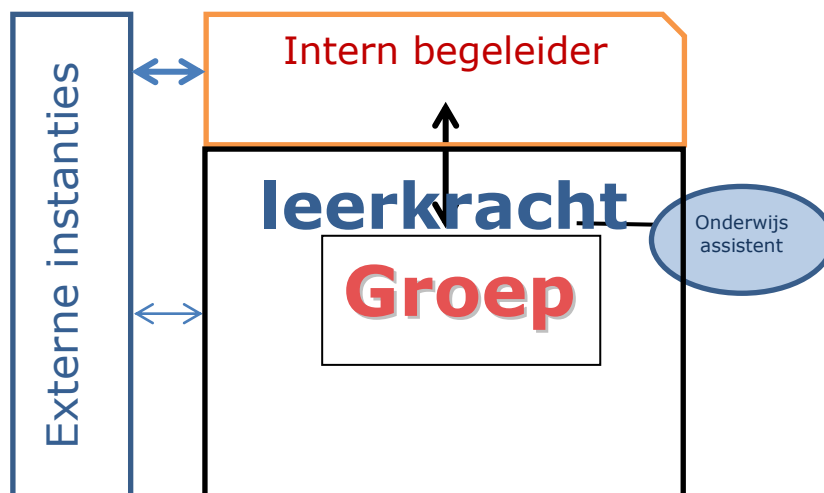 Externe instanties
Intern begeleider
leerkracht
Onderwijs
assistent
Groep